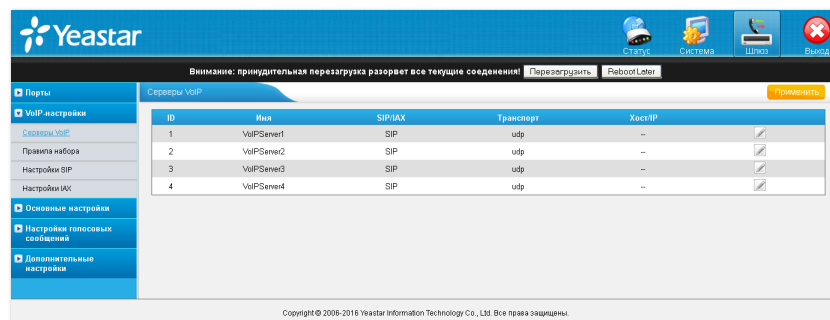 Yeastar
Статус Система Шлюз Выход
Внимание: принудительная перезагрузка разорвет все текущие соеденения! Перезагрузить Reboot Later
Порты
VoIP-настройки
Серверы VoIP
Правила набора
Настройки SIP
Настройки IAX
Основные настройки
Настройки голосовых
сообщений
Дополнительные
настройки
Серверы VoIP Применить
ID Имя SIP/IAX Транспорт Хост/IP
1 VoIPServer1 SIP udp --
2 VoIPServer2 SIP udp --
3 VoIPServer3 SIP udp --
4 VoIPServer4 SIP udp --
Copyright © 2006-2016 Yeastar Information Technology Co., Ltd. Все права защищены.